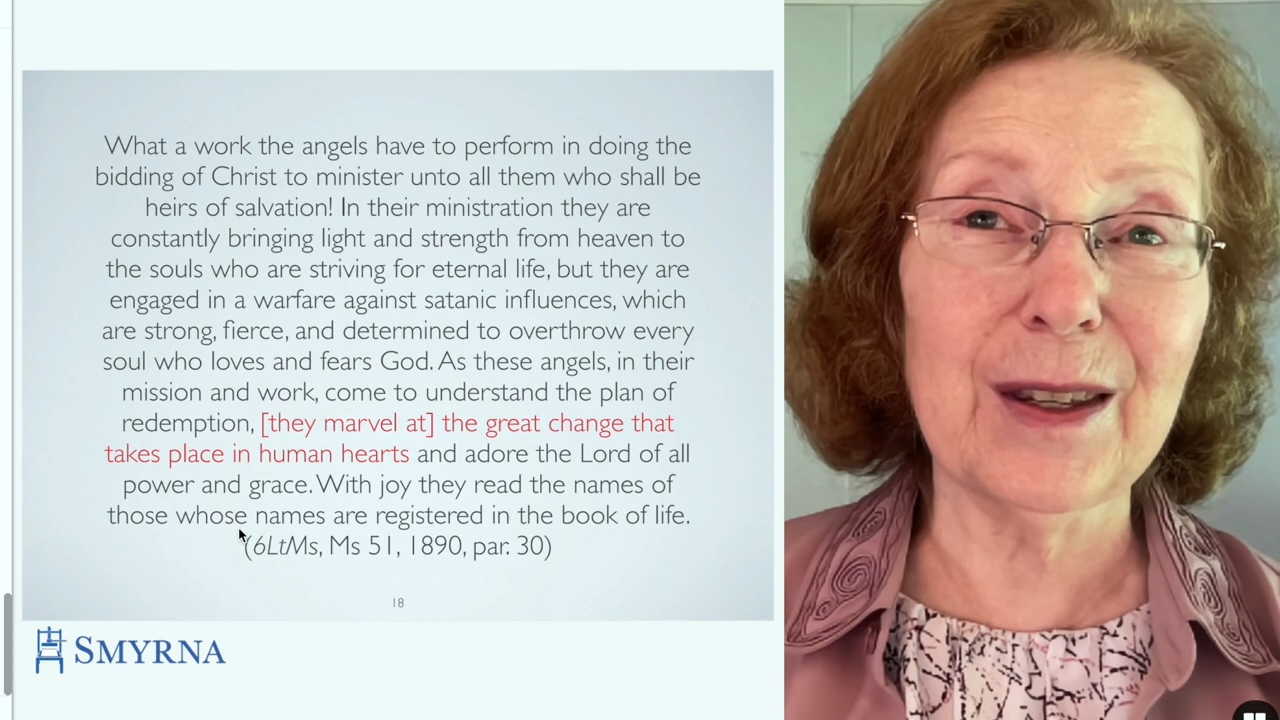 What a work the angels have to perform in doing the
bidding of Christ to minister unto all them who shall be
heirs of salvation! In their ministration they are
constantly bringing light and strength from heaven to
the souls who are striving for eternal life, but they are
engaged in a warfare against satanic influences, which
are strong, fierce, and determined to overthrow every
soul who loves and fears God. As these angels, in their
mission and work, come to understand the plan of
redemption, [they marvel at] the great change that
takes place in human hearts and adore the Lord of all
power and grace. With joy they read the names of
those whose names are registered in the book of life.
(6LtMs, Ms 51, 1890, par. 30)
18
SMYRNA